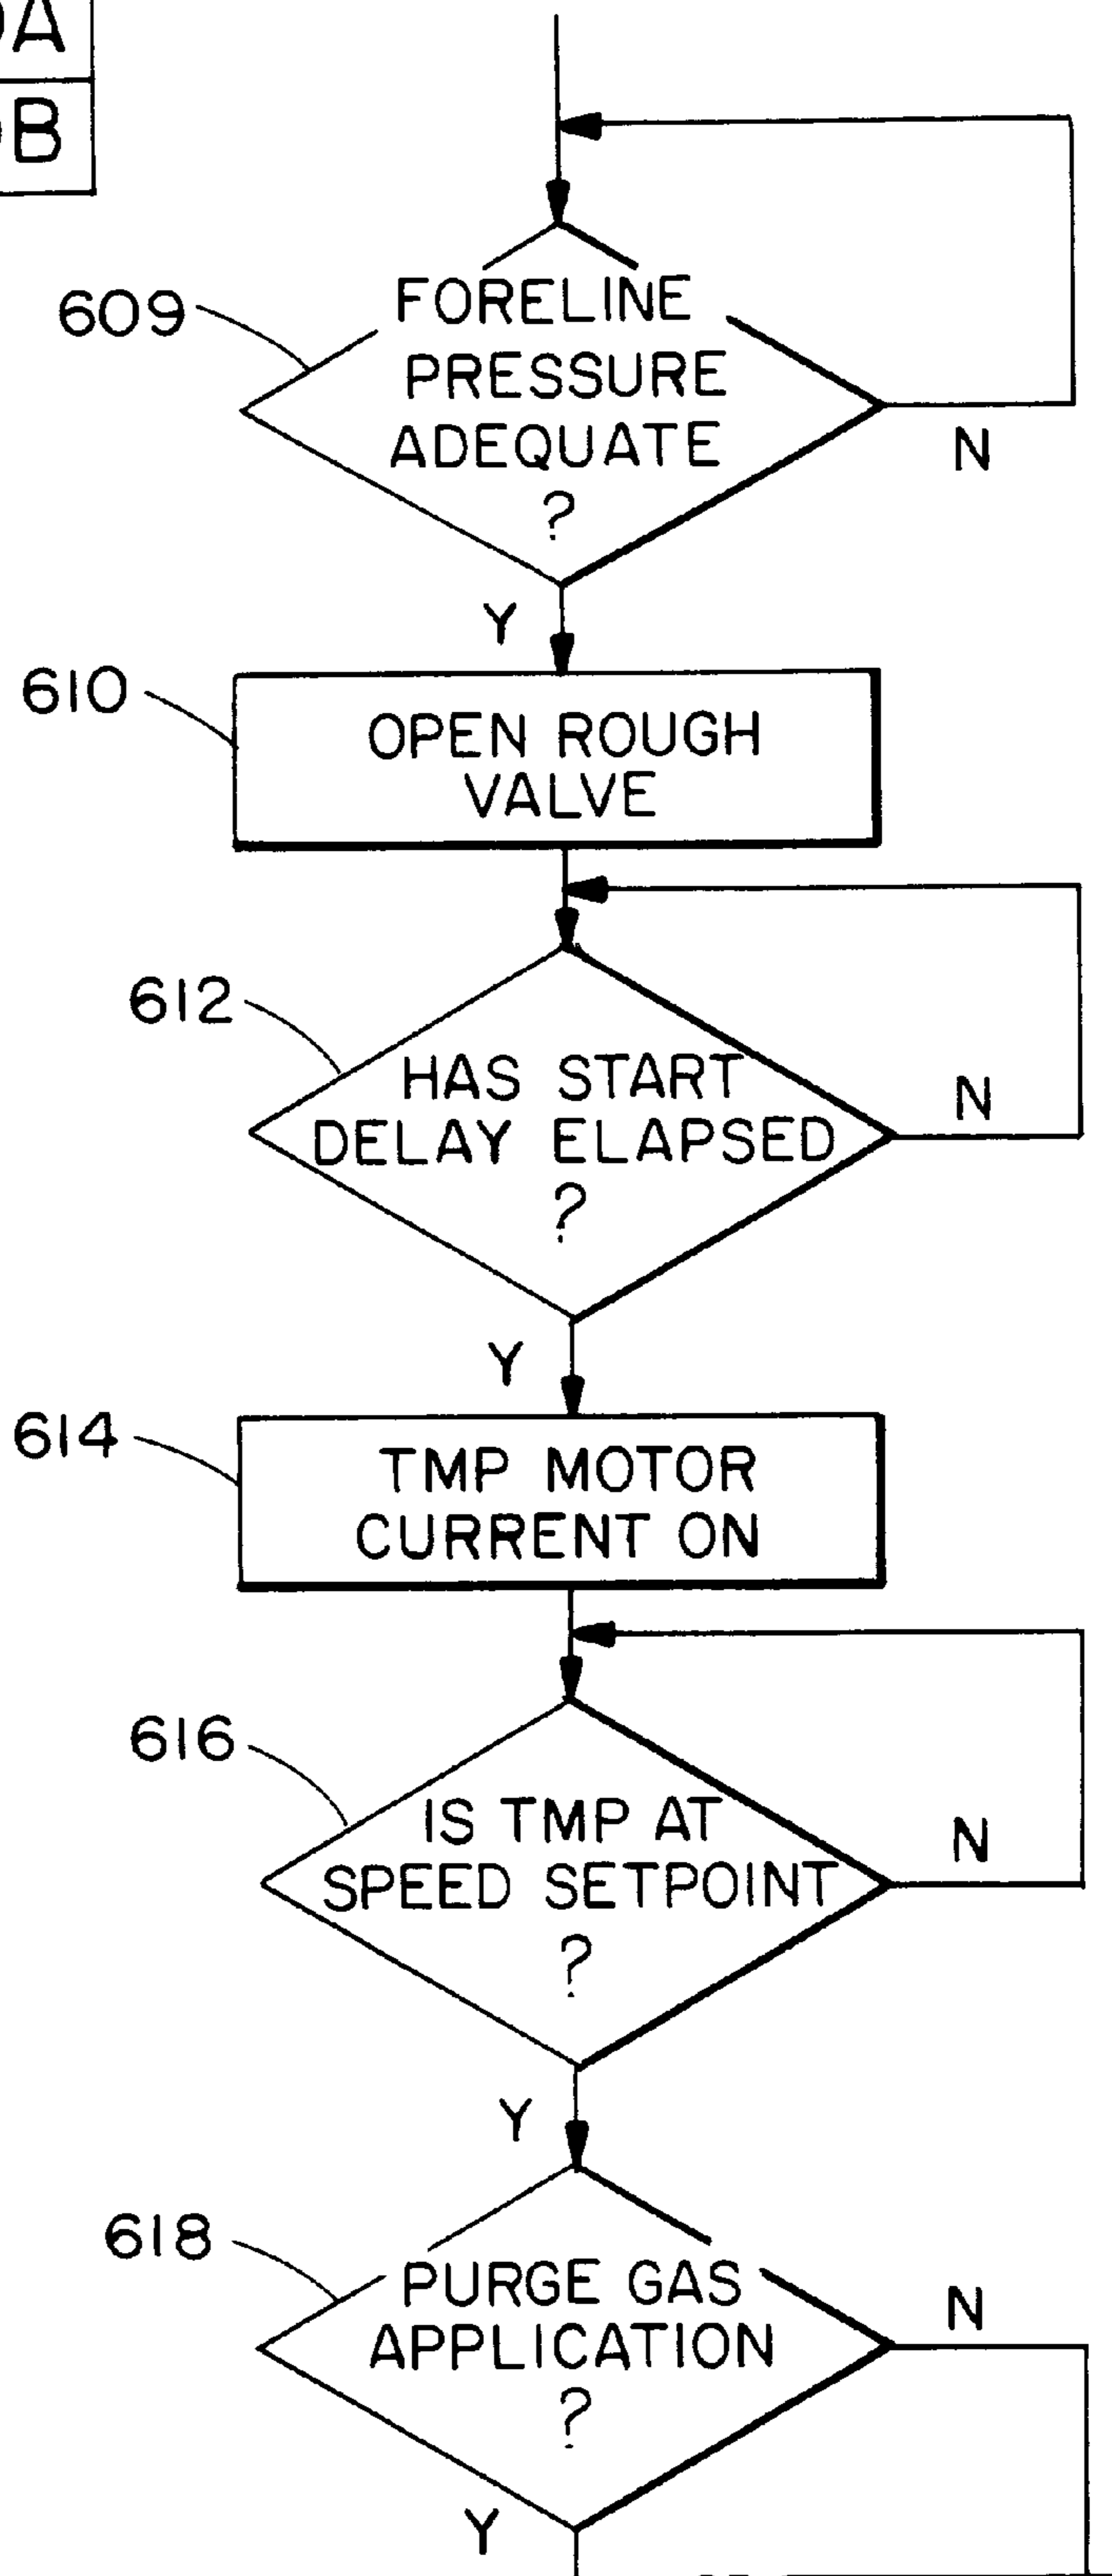 A
B
FORELINE
609
PRESSURE
ADEQUATE
N
?
Y
610
OPEN ROUGH
VALVE
612
HAS START
N
DELAY ELAPSED
?
Y
614
TMP MOTOR
CURRENT ON
616
IS TMP AT
N
SPEED SETPOINT
?
Y
618
PURGE GAS
N
APPLICATION
?
Y